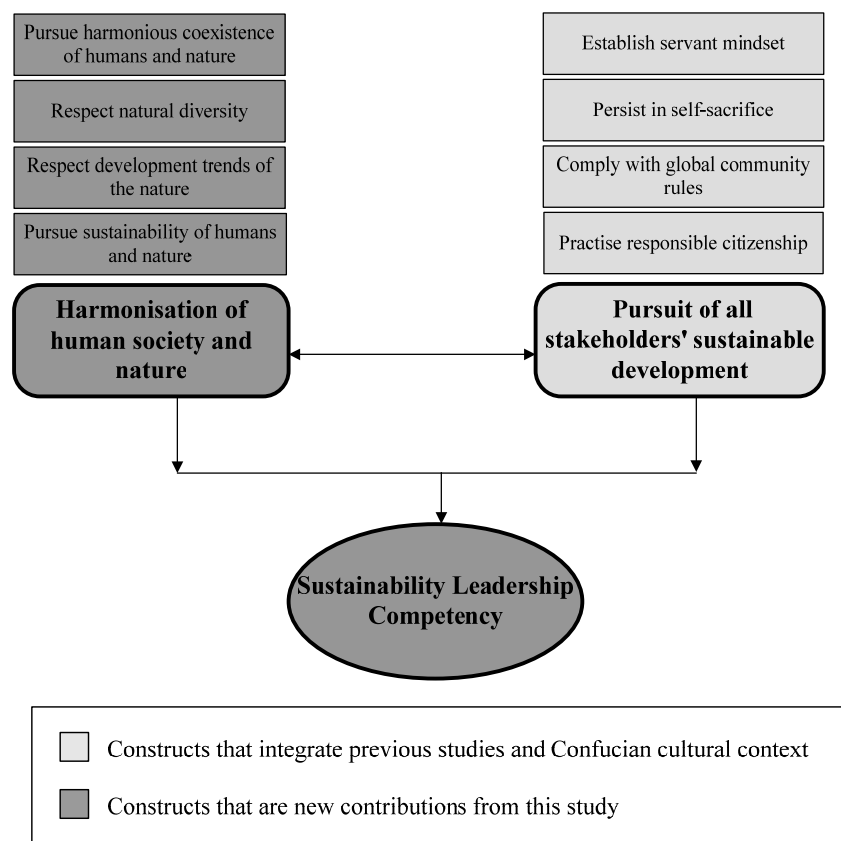 Pursue harmonious coexistence
of humans and nature
Respect natural diversity
Respect development trends of
the nature
Pursue sustainability of humans
and nature
Establish servant mindset
Persist in self-sacrifice
Comply with global community
rules
Practise responsible citizenship
Harmonisation of
human society and
nature
Pursuit of all
stakeholders' sustainable
development
Sustainability Leadership
Competency
Constructs that integrate previous studies and Confucian cultural context
Constructs that are new contributions from this study